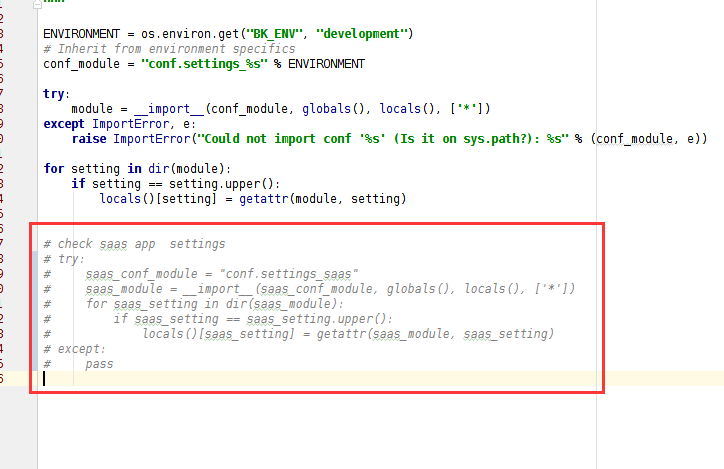 """
ENVIRONMENT = os.environ.get("BK_ENV", "development")
# Inherit from environment specifics
conf_module = "conf.settings_%s" % ENVIRONMENT
try:
    module = __import__(conf_module, globals(), locals(), ['*'])
except ImportError, e:
    raise ImportError("Could not import conf '%s' (Is it on sys.path?): %s" % (conf_module, e))
for setting in dir(module):
    if setting == setting.upper():
        locals()[setting] = getattr(module, setting)
# check saas app  settings
# try:
#     saas_conf_module = "conf.settings_saas"
#     saas_module = __import__(saas_conf_module, globals(), locals(), ['*'])
#     for saas_setting in dir(saas_module):
#         if saas_setting == saas_setting.upper():
#             locals()[saas_setting] = getattr(saas_module, saas_setting)
# except:
#     pass